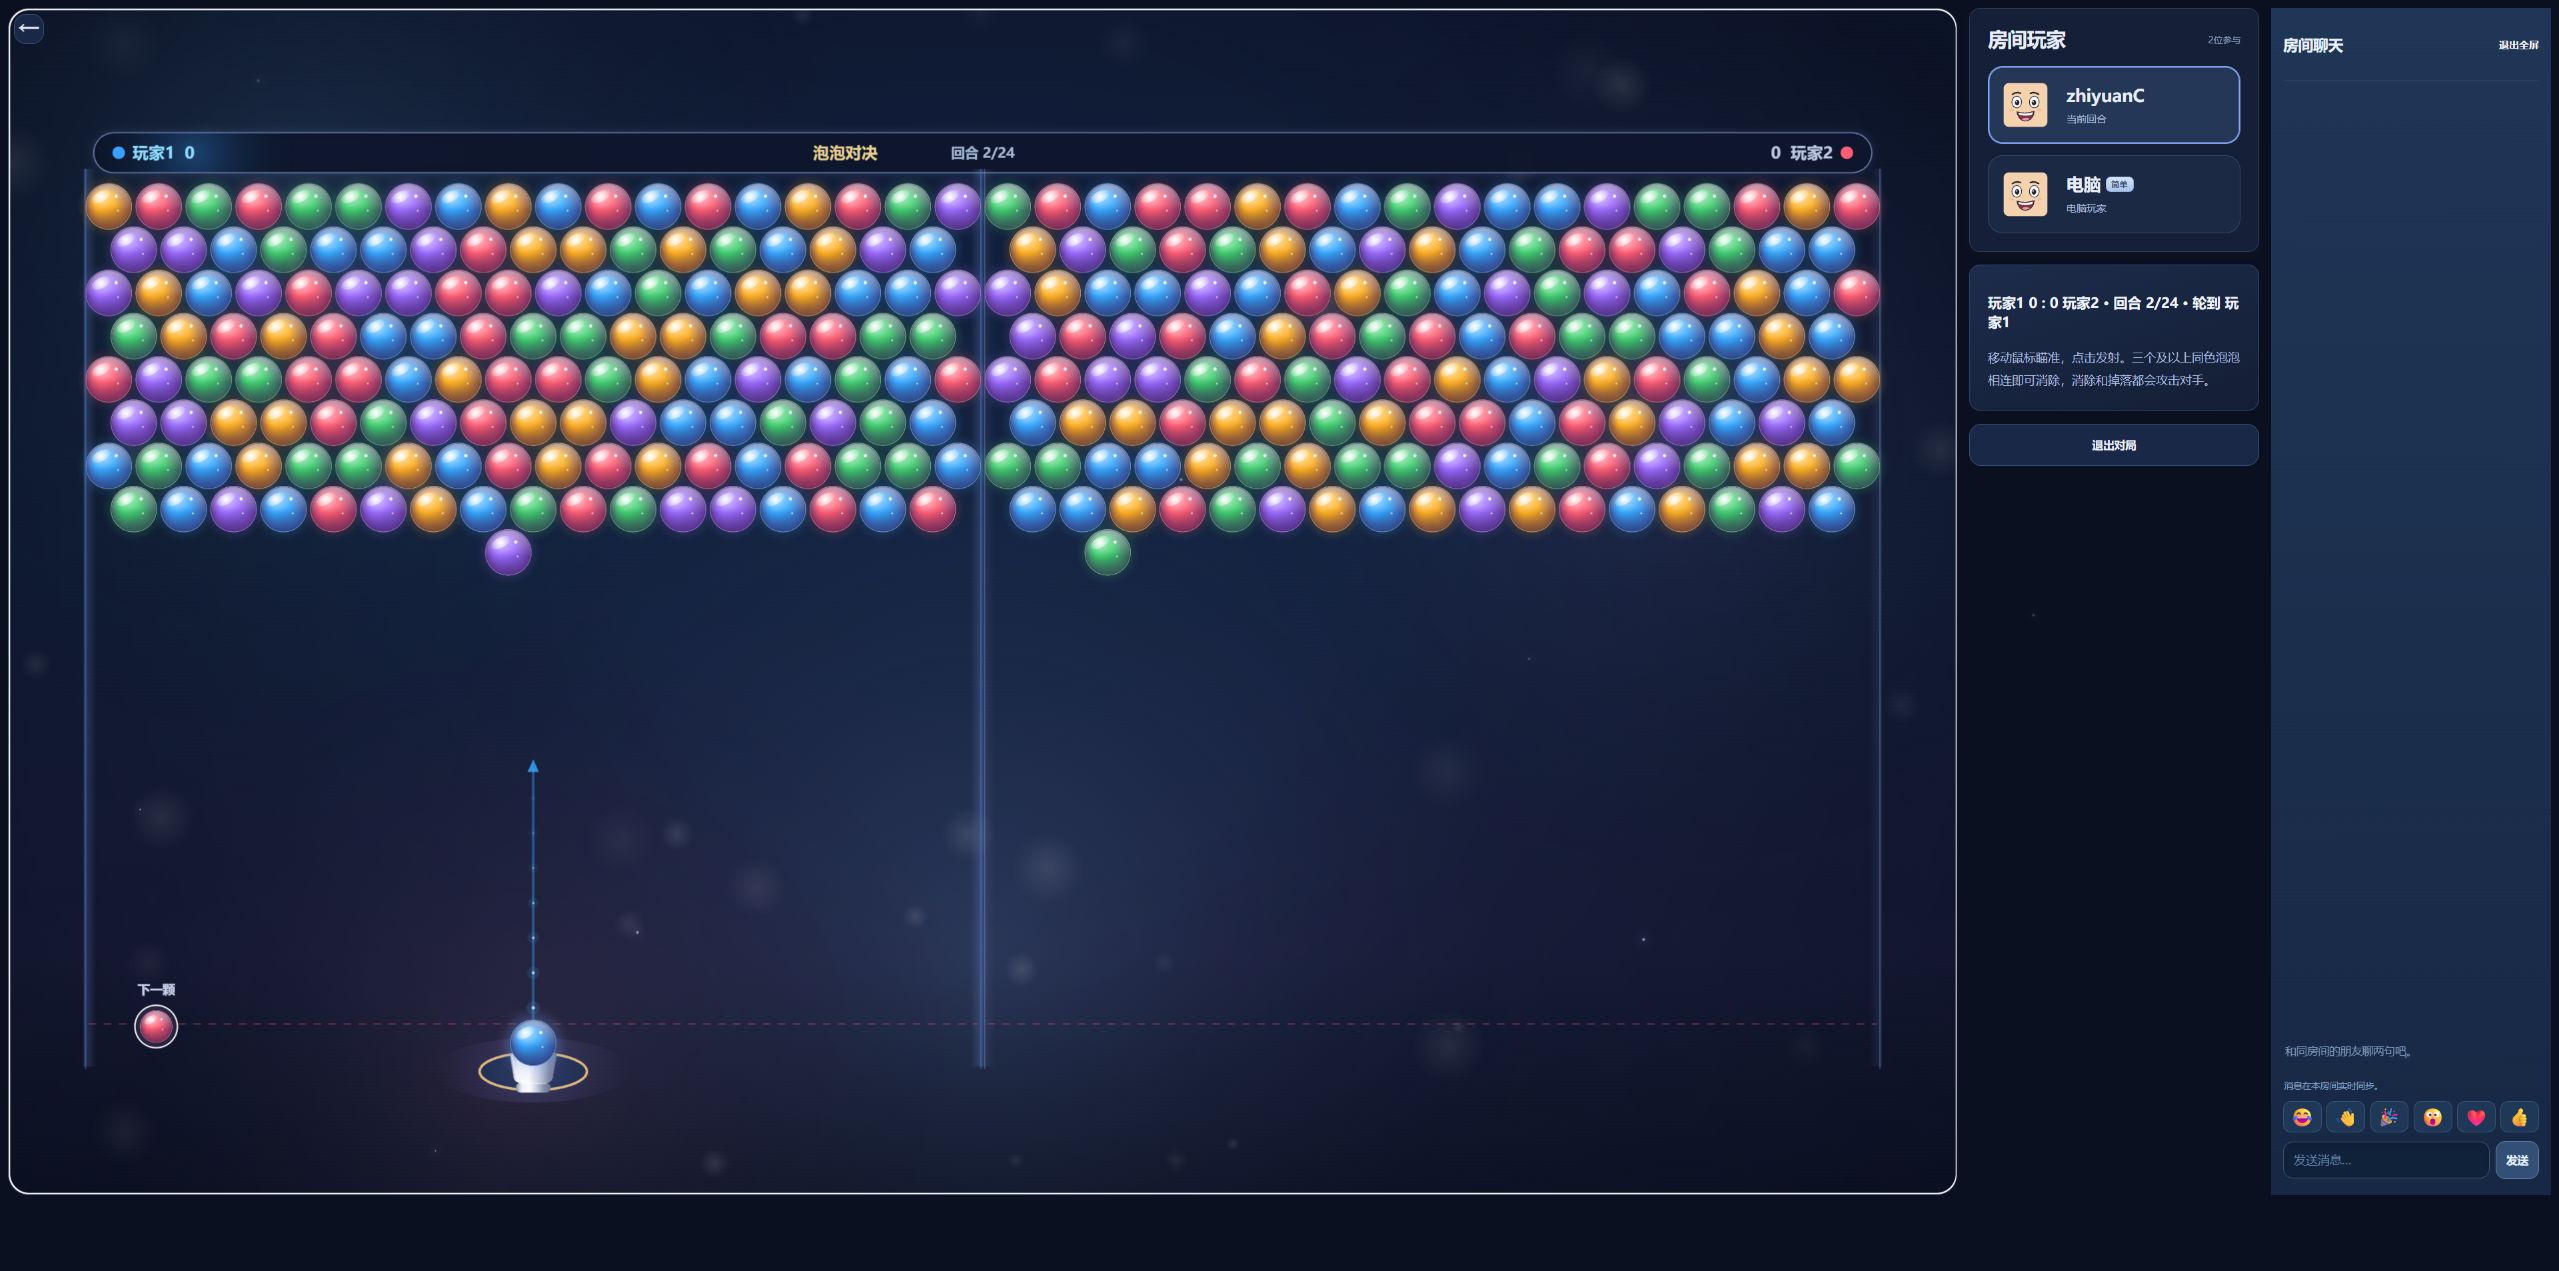 玩家1 0
泡泡对决
回合 2/24
0 玩家2
下一颗
房间玩家
2位参与
zhiyuanC
当前回合
电脑 简单
电脑玩家
玩家1 0 : 0 玩家2 • 回合 2/24 • 轮到 玩
家1
移动鼠标瞄准，点击发射。三个及以上同色泡泡
相连即可消除，消除和掉落都会攻击对手。
退出对局
房间聊天
退出全屏
和同房间的朋友聊两句吧。
消息在本房间实时同步。
发送消息...
发送